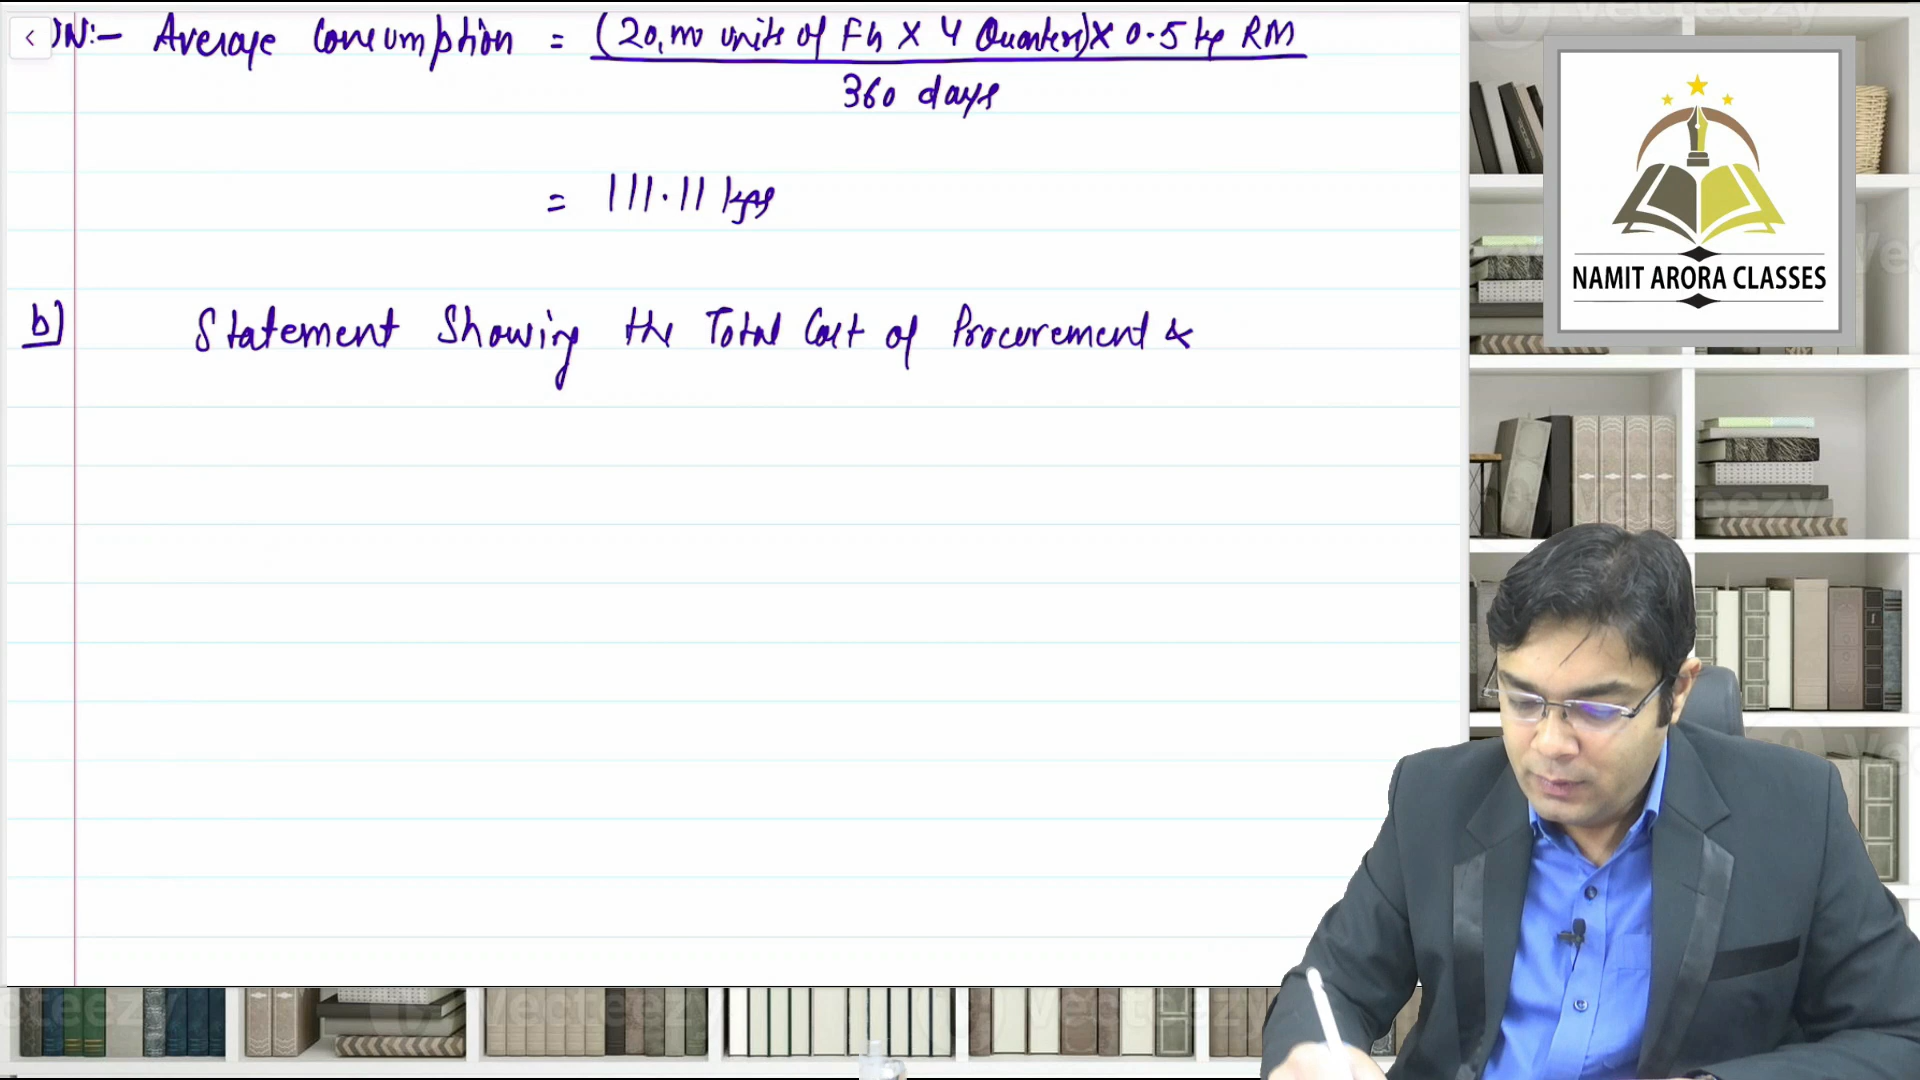 N:- Average Consumption = (20,000 units of FG X 4 Quarters) X 0.5 kg RM
360 days
= 111.11 kgs
b) Statement Showing the Total Cost of Procurement &
NAMIT ARORA CLASSES
vecteezy